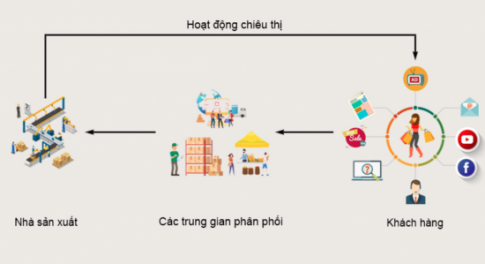 Hoạt động chiêu thị
AD
Sale
Nhà sản xuất
Các trung gian phân phối
Khách hàng